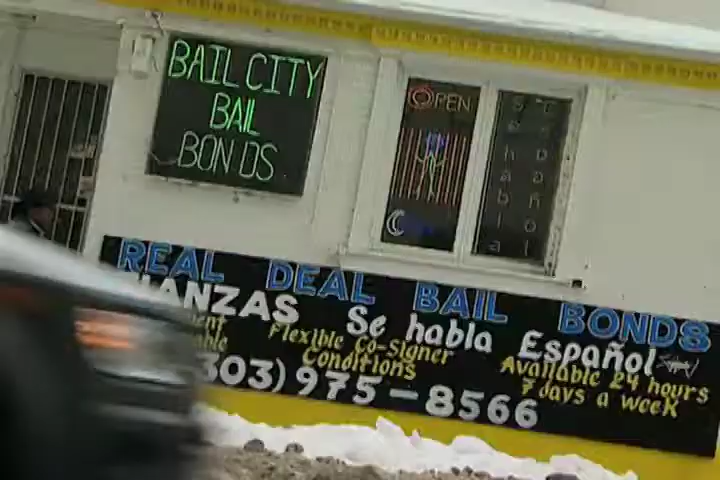 BAIL CITY
BAIL
BONDS
OPEN
Se habla
Español
REAL DEAL BAIL BONDS
FIANZAS Se habla Español
Flexible Co-Signer
Conditions
Available 24 hours
7 days a week
(303) 975-8566